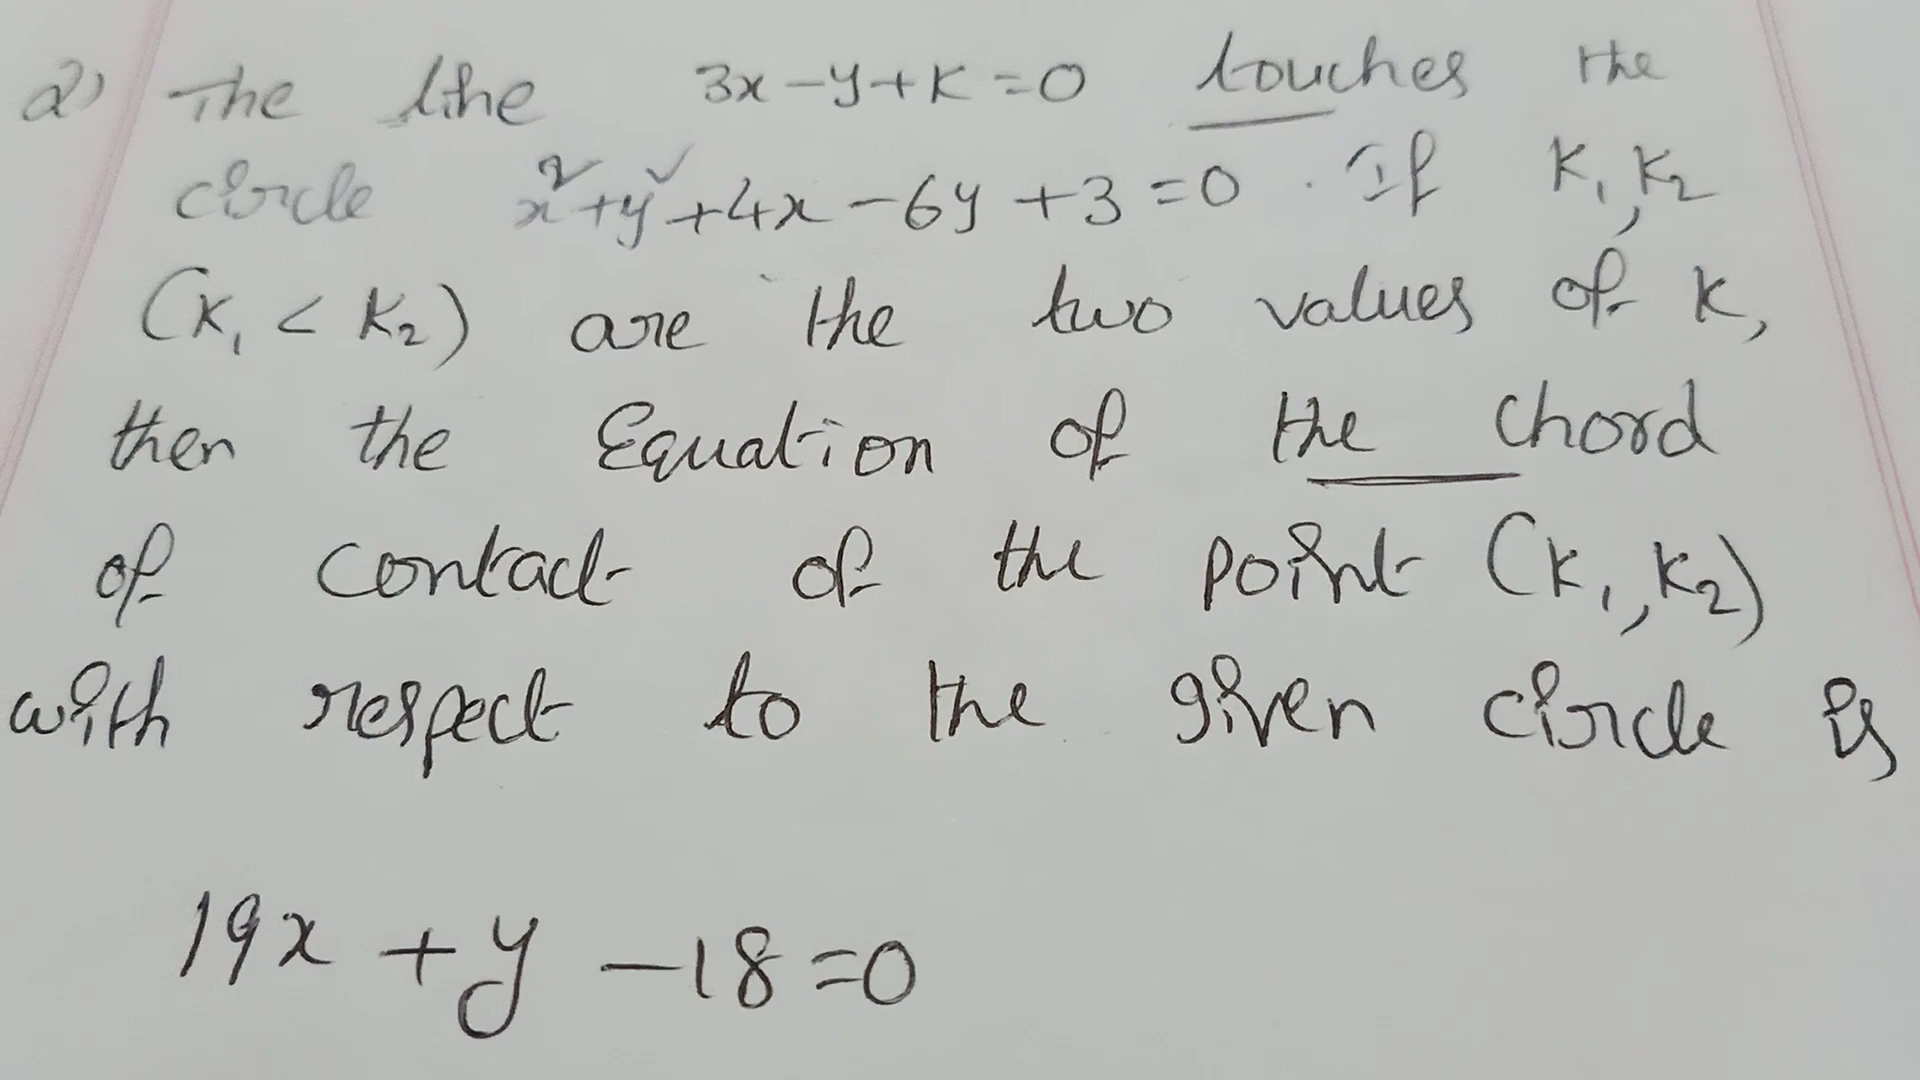 2) The line 3x-y+K=0 touches the
circle x²+y²+4x-6y+3=0. If K₁,K₂
(K₁ < K₂) are the two values of K,
then the Equation of the chord
of contact of the point (K₁,K₂)
with respect to the given circle is
19x+y-18=0